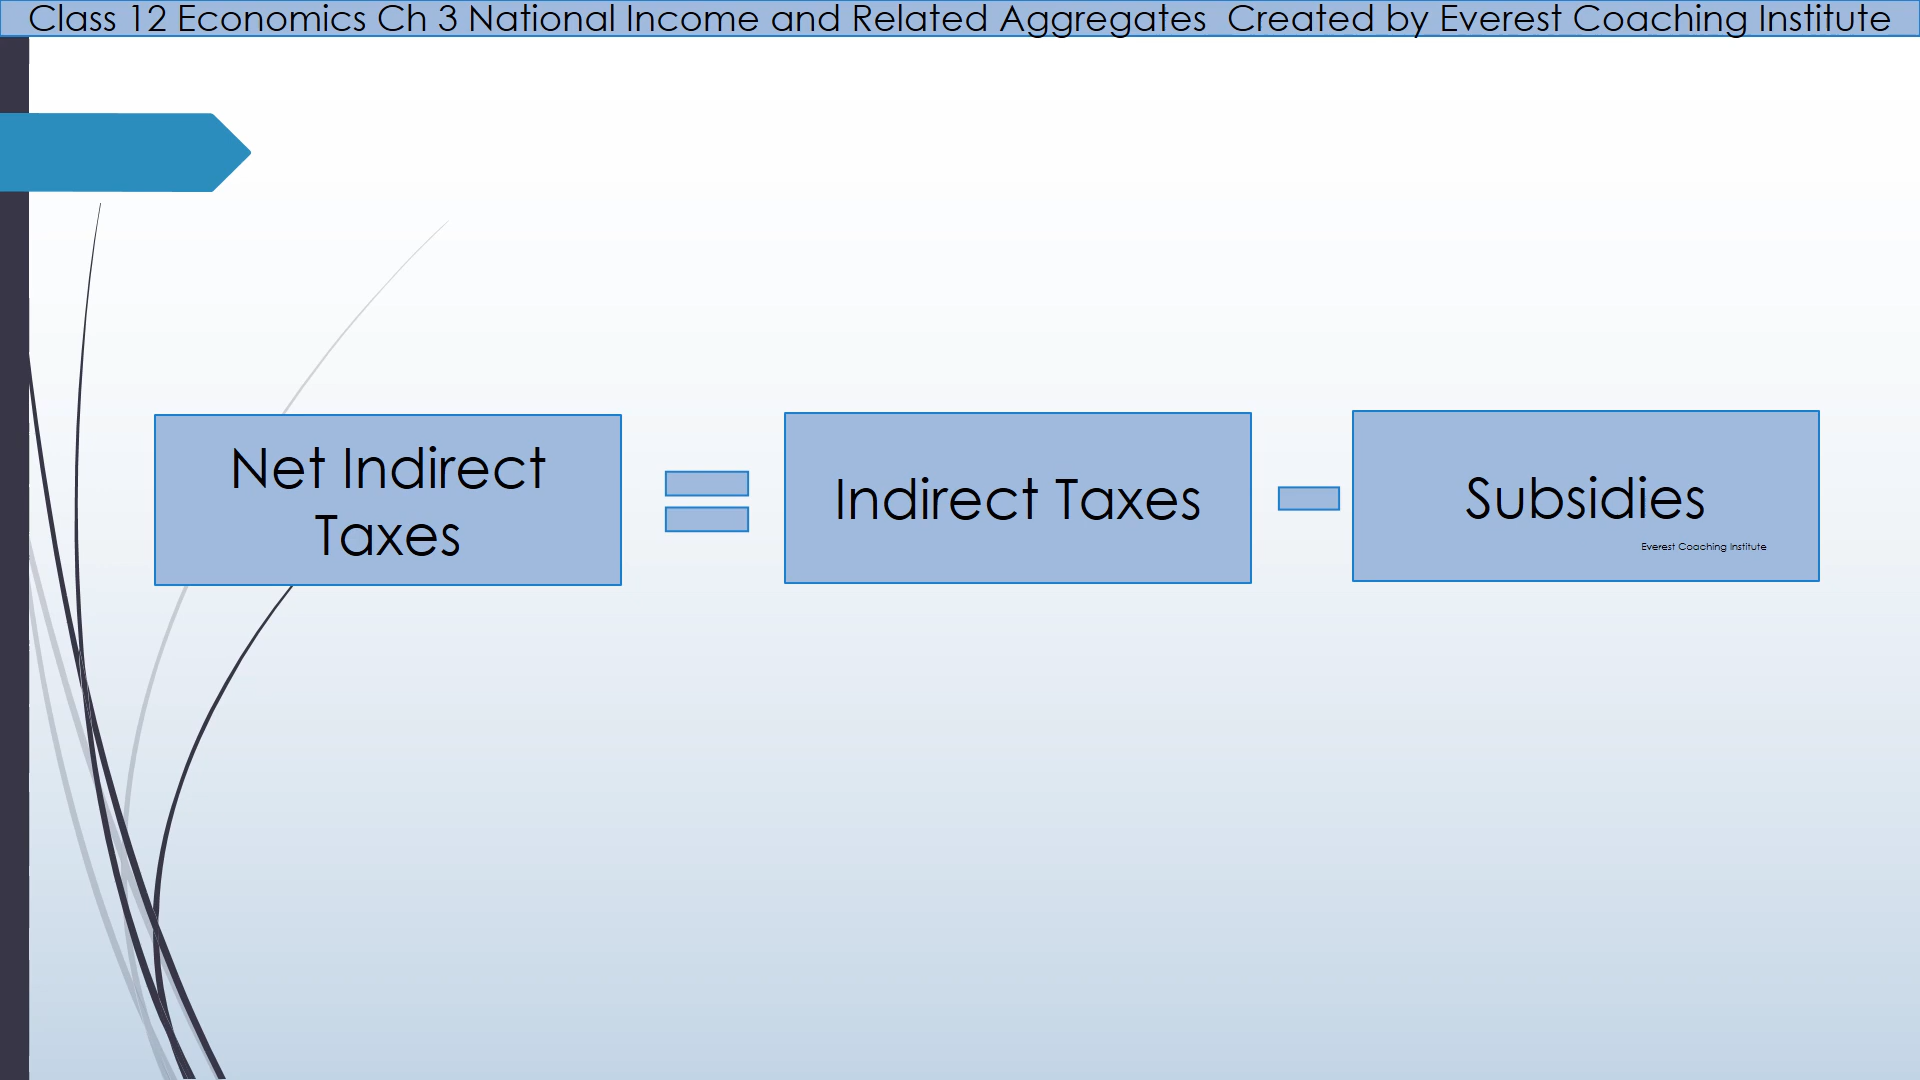 Class 12 Economics Ch 3 National Income and Related Aggregates  Created by Everest Coaching Institute
Net Indirect
Taxes
Indirect Taxes
Subsidies
Everest Coaching Institute